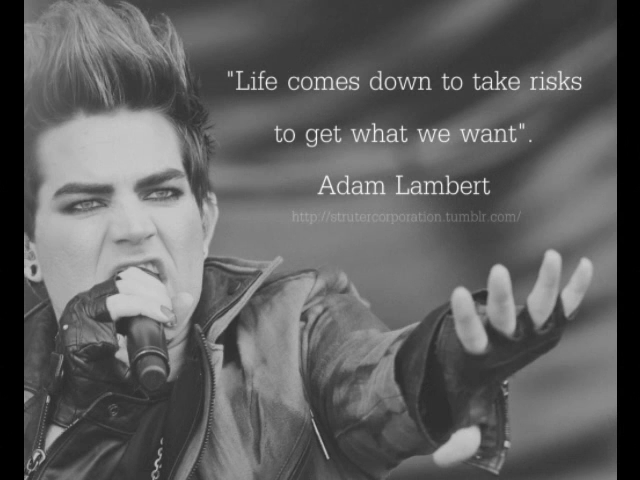 "Life comes down to take risks
to get what we want".
Adam Lambert
http://strutercorporation.tumblr.com/